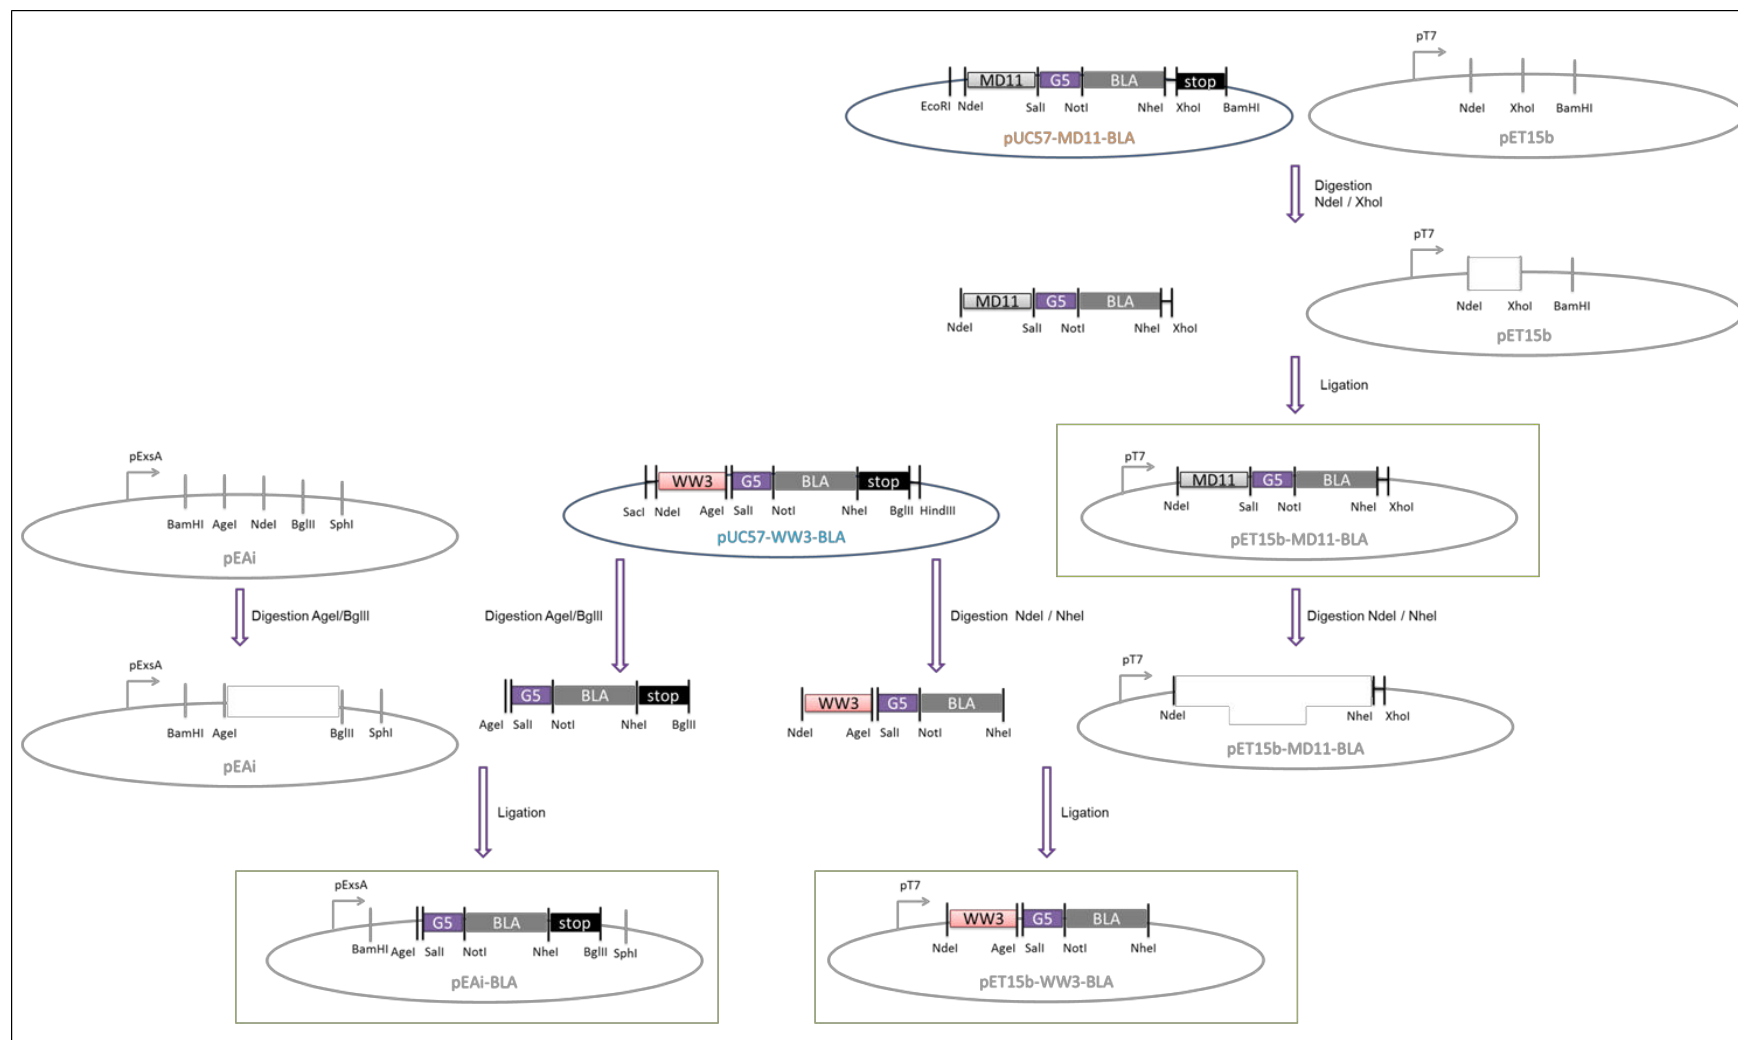 pT7
MD11 G5 BLA stop
EcoRI NdeI SalI NotI NheI XhoI BamHI
pUC57-MD11-BLA
NdeI XhoI BamHI
pET15b
Digestion
NdeI / XhoI
pT7
MD11 G5 BLA
NdeI SalI NotI NheI XhoI
NdeI XhoI BamHI
pET15b
Ligation
pExsA
BamHI AgeI NdeI BglII SphI
pEAi
WW3 G5 BLA stop
SacI NdeI AgeI SalI NotI NheI BglII HindIII
pUC57-WW3-BLA
pT7
MD11 G5 BLA
NdeI SalI NotI NheI XhoI
pET15b-MD11-BLA
Digestion AgeI/BglII
Digestion AgeI/BglII
Digestion NdeI / NheI
Digestion NdeI / NheI
pExsA
BamHI AgeI BglII SphI
pEAi
G5 BLA stop
AgeI SalI NotI NheI BglII
WW3 G5 BLA
NdeI AgeI SalI NotI NheI
pT7
NdeI NheI XhoI
pET15b-MD11-BLA
Ligation
Ligation
pExsA
G5 BLA stop
BamHI AgeI SalI NotI NheI BglII SphI
pEAi-BLA
pT7
WW3 G5 BLA
NdeI AgeI SalI NotI NheI
pET15b-WW3-BLA